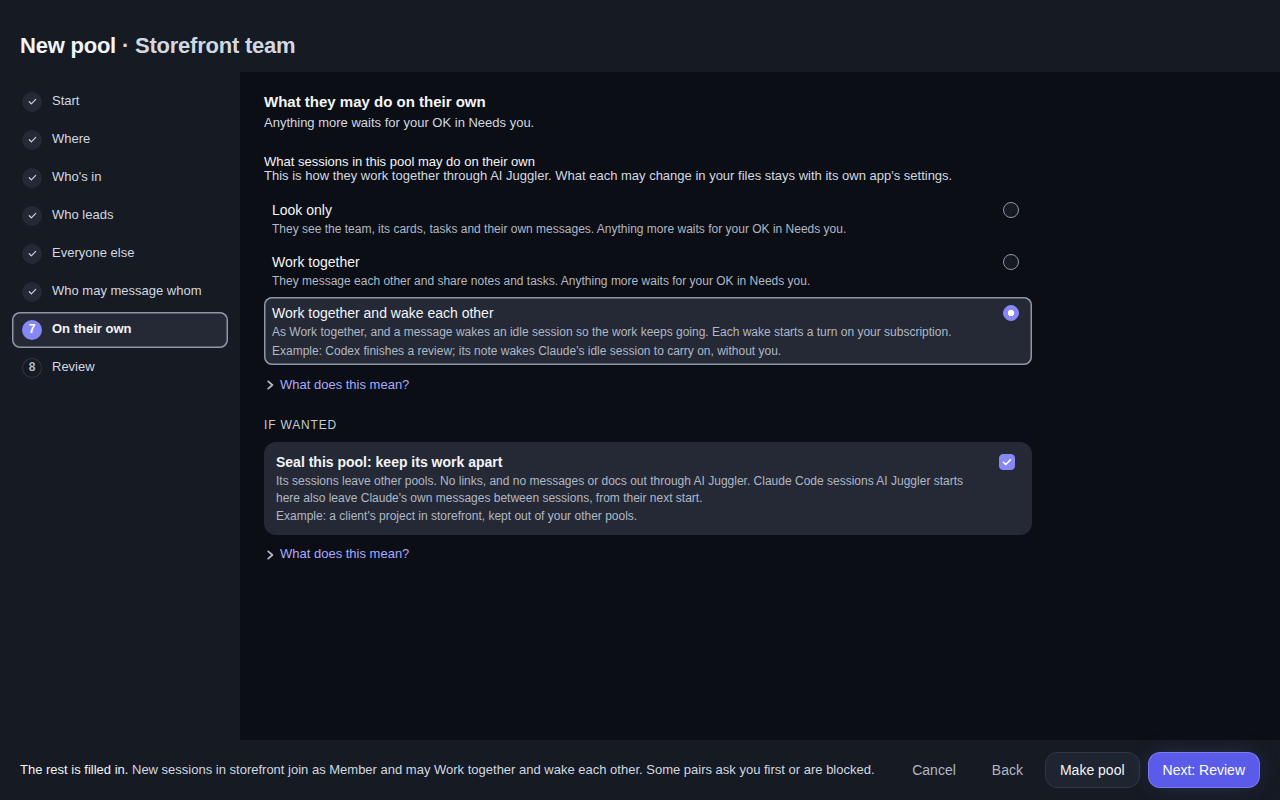 New pool · Storefront team
Start
Where
Who's in
Who leads
Everyone else
Who may message whom
7 On their own
8 Review
What they may do on their own
Anything more waits for your OK in Needs you.
What sessions in this pool may do on their own
This is how they work together through AI Juggler. What each may change in your files stays with its own app's settings.
Look only
They see the team, its cards, tasks and their own messages. Anything more waits for your OK in Needs you.
Work together
They message each other and share notes and tasks. Anything more waits for your OK in Needs you.
Work together and wake each other
As Work together, and a message wakes an idle session so the work keeps going. Each wake starts a turn on your subscription.
Example: Codex finishes a review; its note wakes Claude's idle session to carry on, without you.
What does this mean?
IF WANTED
Seal this pool: keep its work apart
Its sessions leave other pools. No links, and no messages or docs out through AI Juggler. Claude Code sessions AI Juggler starts
here also leave Claude's own messages between sessions, from their next start.
Example: a client's project in storefront, kept out of your other pools.
What does this mean?
The rest is filled in. New sessions in storefront join as Member and may Work together and wake each other. Some pairs ask you first or are blocked.
Cancel
Back
Make pool
Next: Review